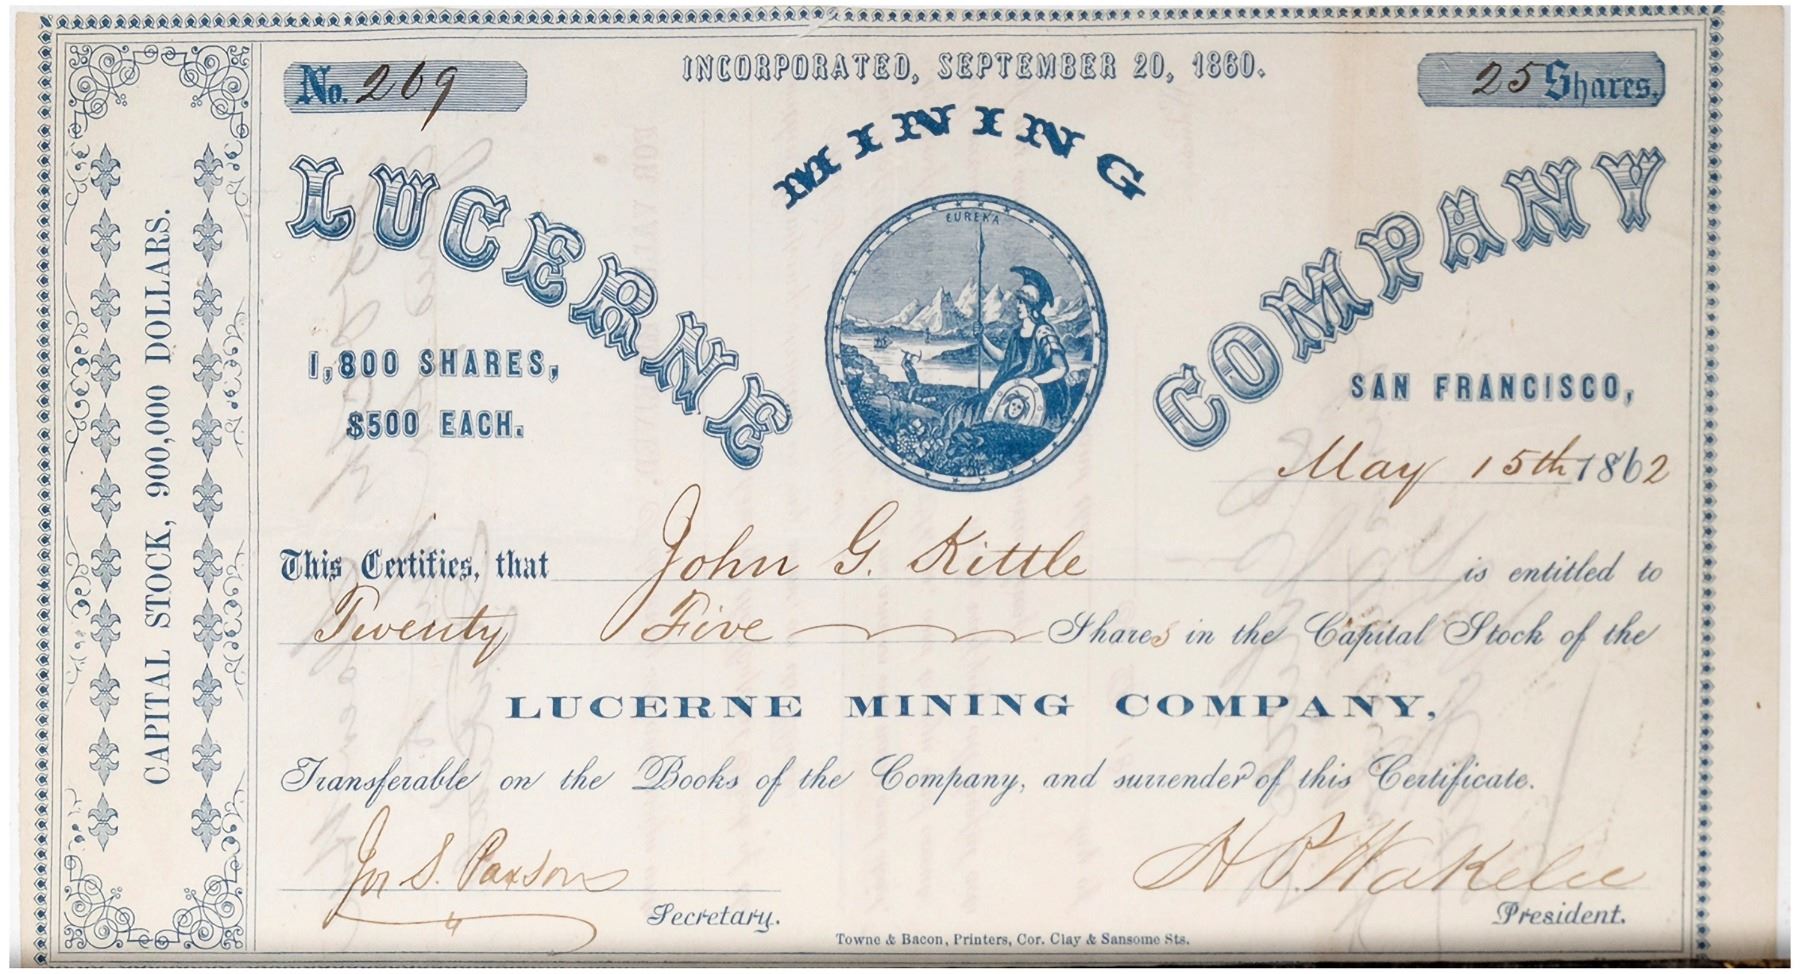 INCORPORATED, SEPTEMBER 20, 1860.
No. 269
25 Shares.
LUCERNE MINING COMPANY
EUREKA
1,800 SHARES,
$500 EACH.
SAN FRANCISCO,
May 15th 1862
CAPITAL STOCK, 900,000 DOLLARS.
This Certifies, that John G. Kittle is entitled to
Twenty Five Shares in the Capital Stock of the
LUCERNE MINING COMPANY,
Transferable on the Books of the Company, and surrender of this Certificate.
Jos S. Paxson
H P. Wakelee
Secretary.
President.
Towne & Bacon, Printers, Cor. Clay & Sansome Sts.